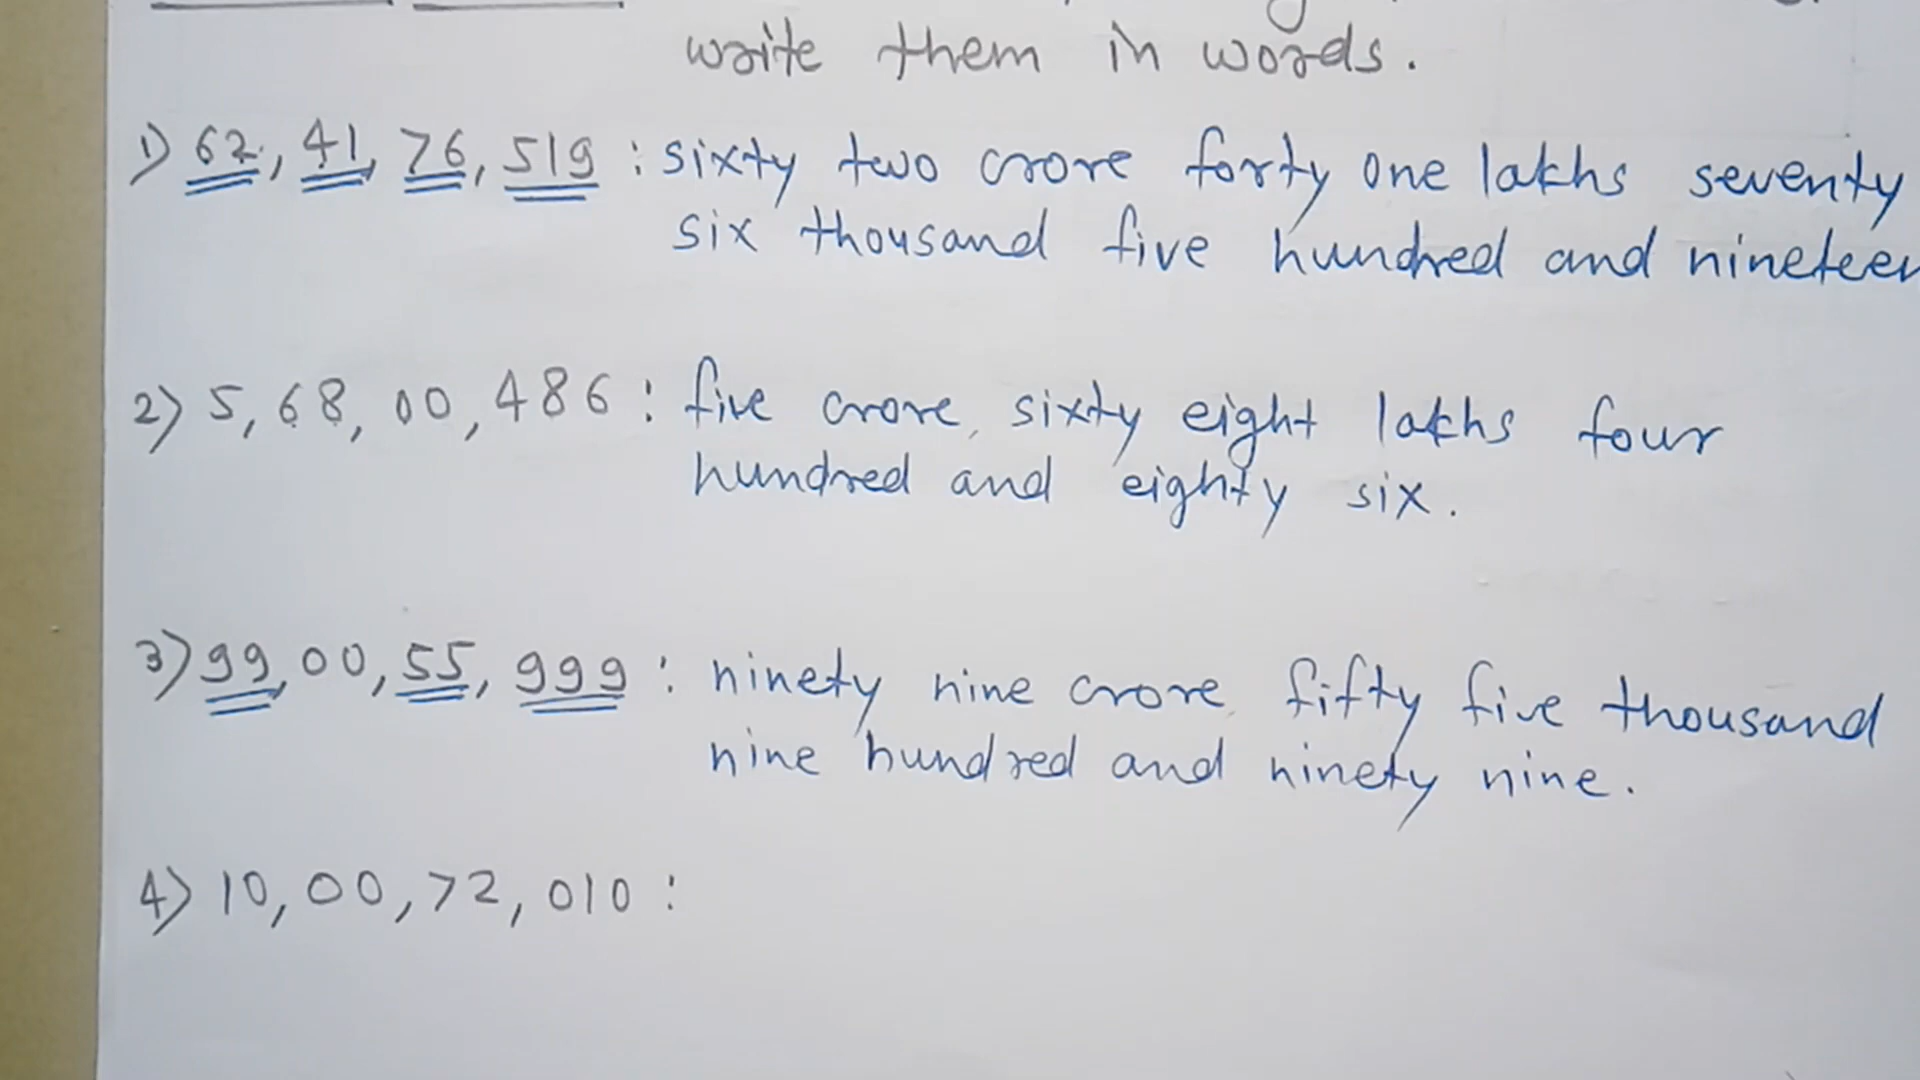 write them in words.
1) 62, 41, 76, 519 : sixty two crore forty one lakhs seventy
six thousand five hundred and nineteen
2) 5, 68, 00, 486 : five crore, sixty eight lakhs four
hundred and eighty six.
3) 99, 00, 55, 999 : ninety nine crore fifty five thousand
nine hundred and ninety nine.
4) 10, 00, 72, 010 :